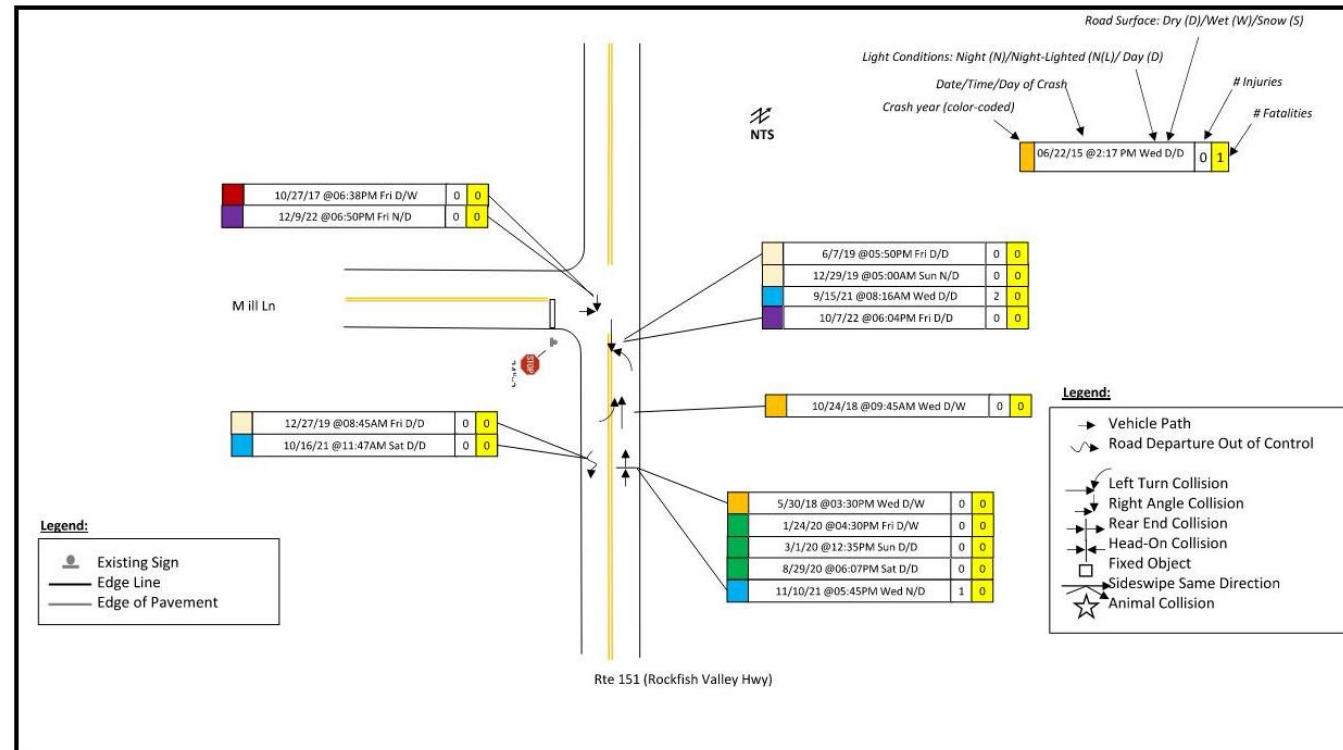 Road Surface: Dry (D)/Wet (W)/Snow (S)
Light Conditions: Night (N)/Night-Lighted (N(L)/ Day (D)
Date/Time/Day of Crash
# Injuries
Crash year (color-coded)
# Fatalities
06/22/15 @2:17 PM Wed D/D 0 1
NTS
10/27/17 @06:38PM Fri D/W 0 0
12/9/22 @06:50PM Fri N/D 0 0
6/7/19 @05:50PM Fri D/D 0 0
12/29/19 @05:00AM Sun N/D 0 0
9/15/21 @08:16AM Wed D/D 2 0
10/7/22 @06:04PM Fri D/D 0 0
M ill Ln
STOP
10/24/18 @09:45AM Wed D/W 0 0
12/27/19 @08:45AM Fri D/D 0 0
10/16/21 @11:47AM Sat D/D 0 0
5/30/18 @03:30PM Wed D/W 0 0
1/24/20 @04:30PM Fri D/W 0 0
3/1/20 @12:35PM Sun D/D 0 0
8/29/20 @06:07PM Sat D/D 0 0
11/10/21 @05:45PM Wed N/D 1 0
Legend:
Existing Sign
Edge Line
Edge of Pavement
Legend:
Vehicle Path
Road Departure Out of Control
Left Turn Collision
Right Angle Collision
Rear End Collision
Head-On Collision
Fixed Object
Sideswipe Same Direction
Animal Collision
Rte 151 (Rockfish Valley Hwy)